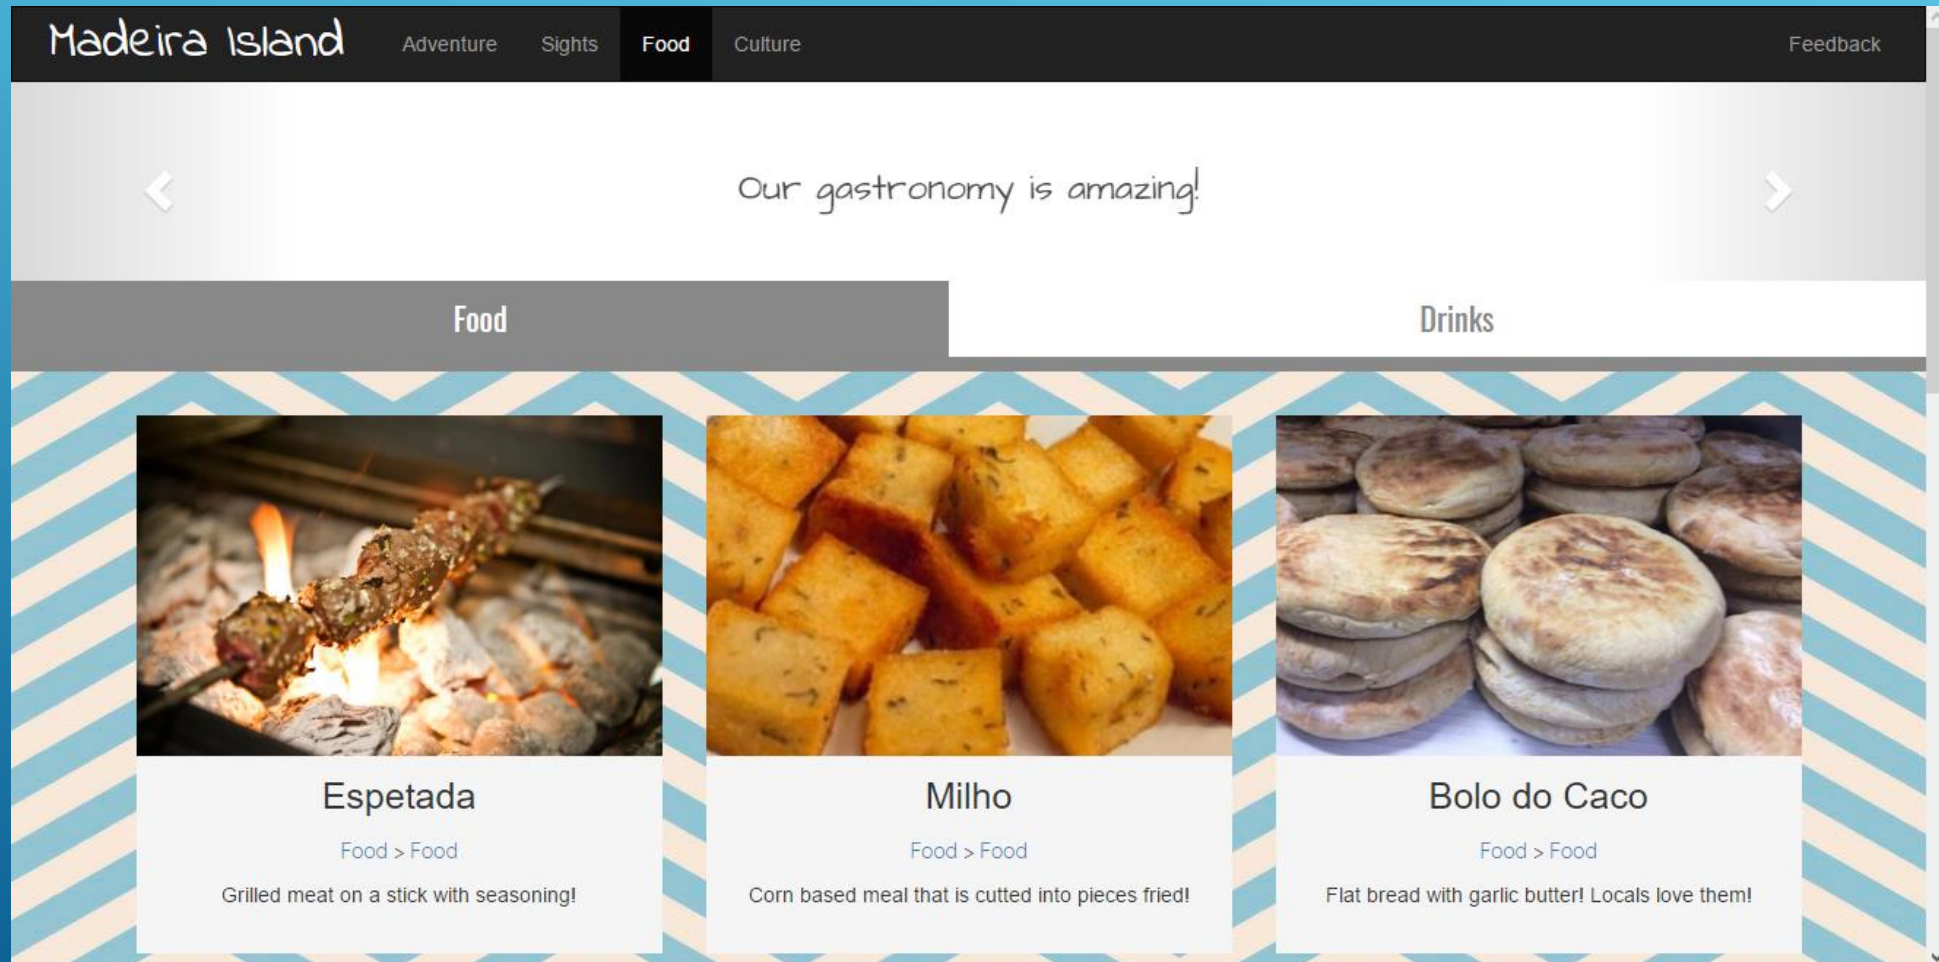 Madeira Island Adventure Sights Food Culture Feedback
Our gastronomy is amazing!
Food Drinks
Espetada
Food > Food
Grilled meat on a stick with seasoning!
Milho
Food > Food
Corn based meal that is cutted into pieces fried!
Bolo do Caco
Food > Food
Flat bread with garlic butter! Locals love them!